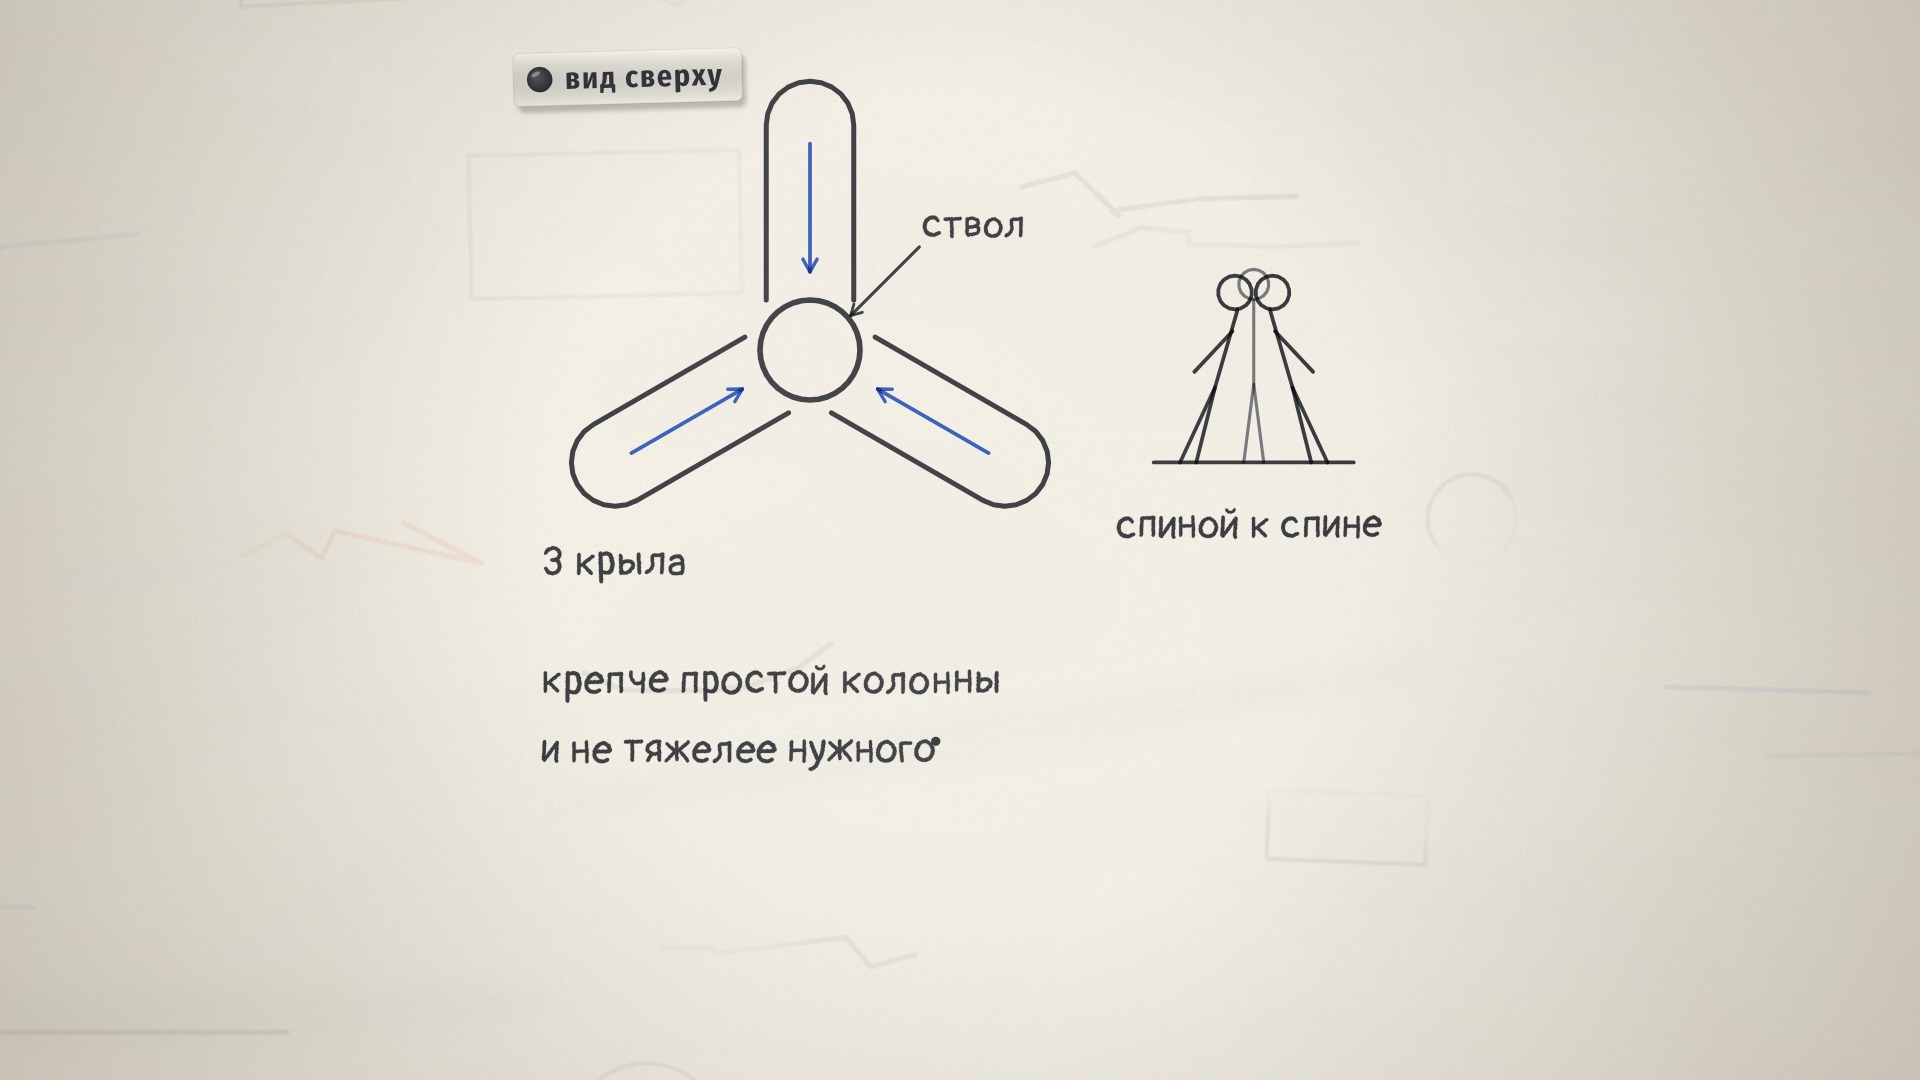 вид сверху
ствол
спиной к спине
3 крыла
крепче простой колонны
и не тяжелее нужного